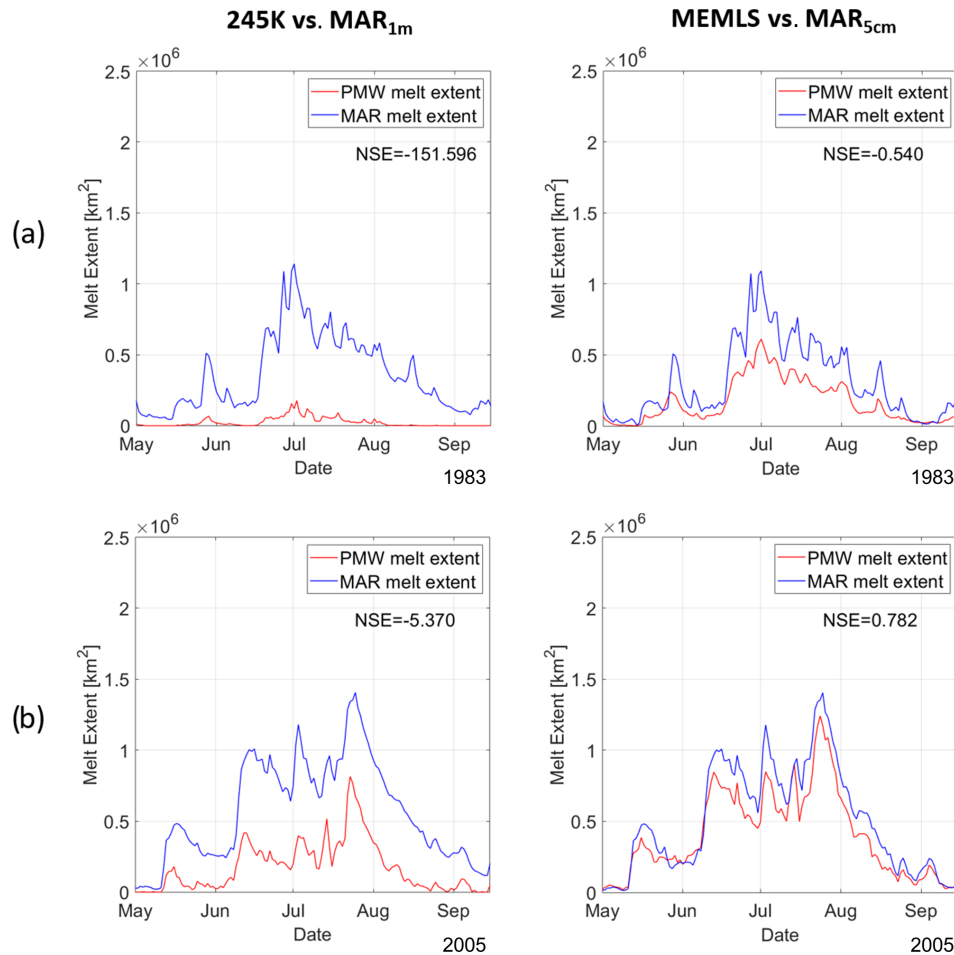 245K vs. MAR1m
MEMLS vs. MAR5cm
(a)
×10^6
2.5
2
1.5
1
0.5
0
Melt Extent [km2]
PMW melt extent
MAR melt extent
NSE=-151.596
May
Jun
Jul
Aug
Sep
Date
1983
×10^6
2.5
2
1.5
1
0.5
0
Melt Extent [km2]
PMW melt extent
MAR melt extent
NSE=-0.540
May
Jun
Jul
Aug
Sep
Date
1983
(b)
×10^6
2.5
2
1.5
1
0.5
0
Melt Extent [km2]
PMW melt extent
MAR melt extent
NSE=-5.370
May
Jun
Jul
Aug
Sep
Date
2005
×10^6
2.5
2
1.5
1
0.5
0
Melt Extent [km2]
PMW melt extent
MAR melt extent
NSE=0.782
May
Jun
Jul
Aug
Sep
Date
2005